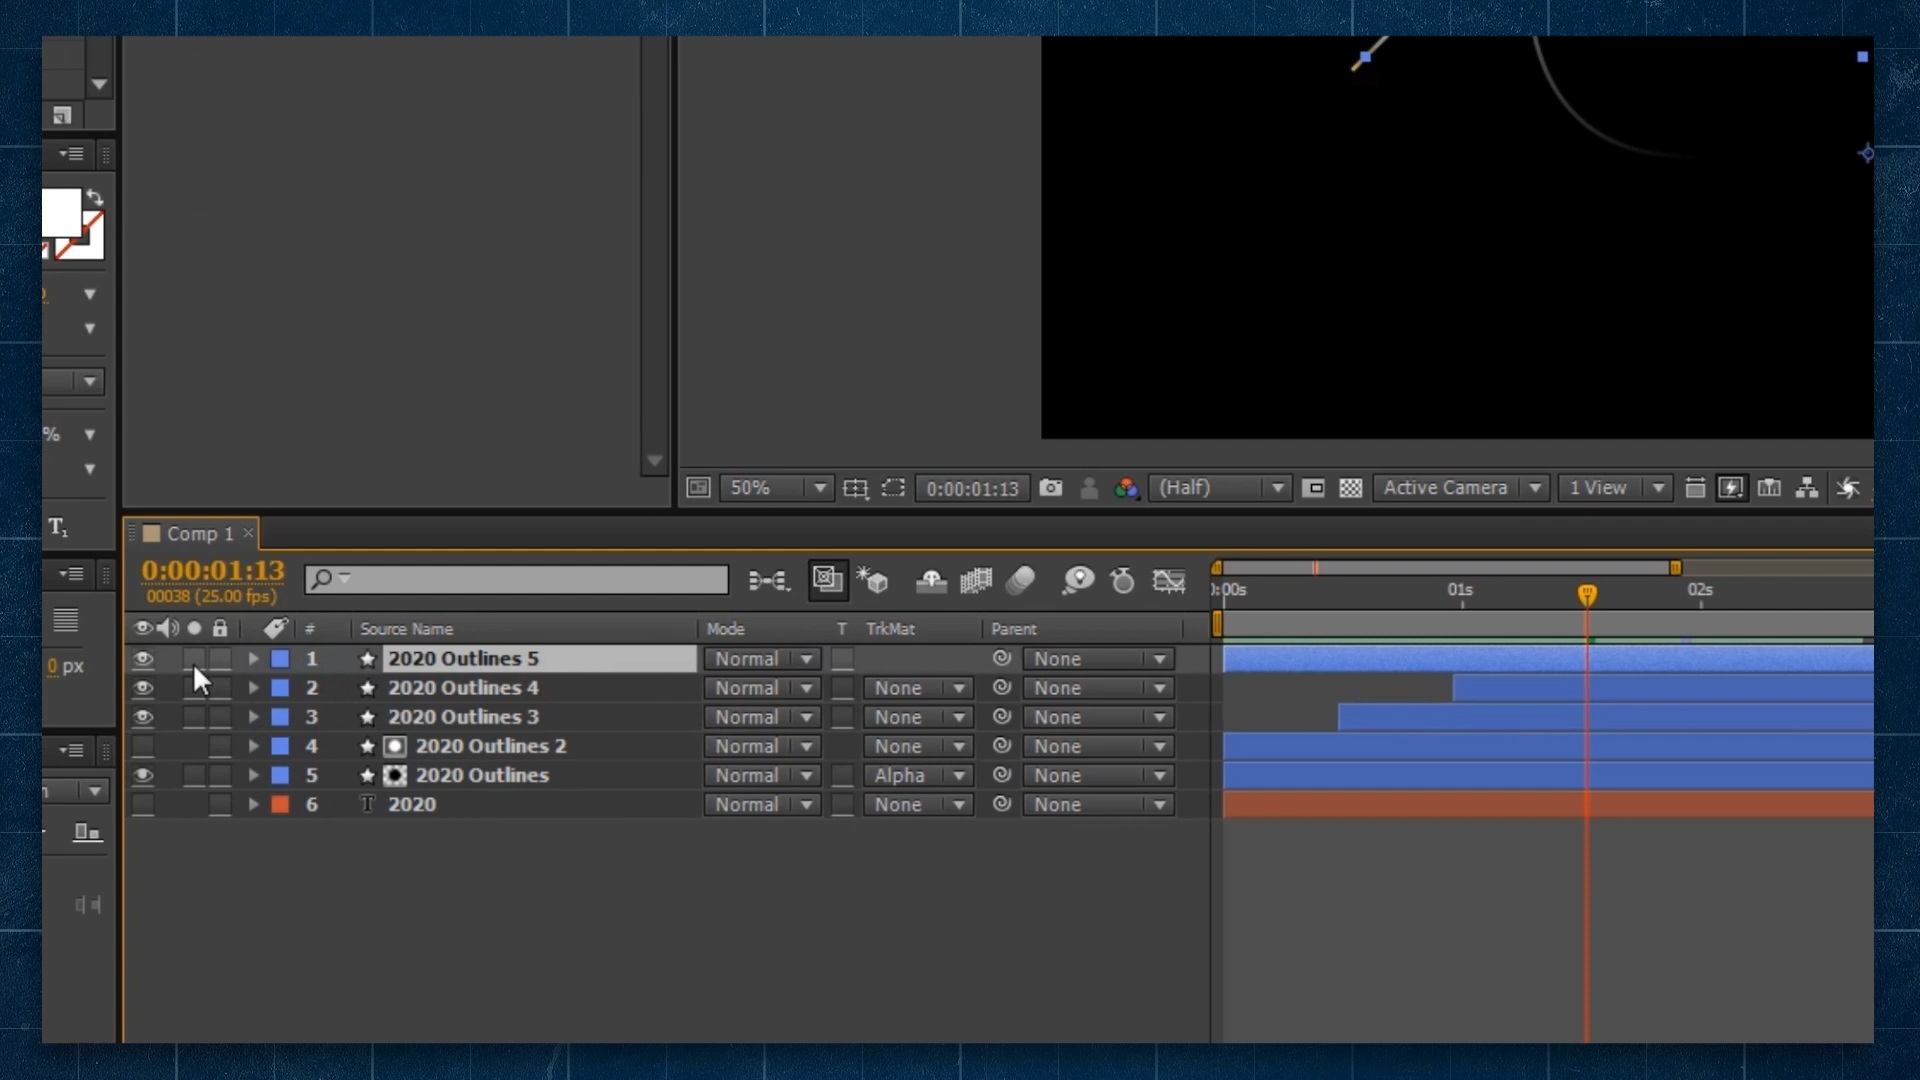 %
T₁
0 px
50%
0:00:01:13
(Half)
Active Camera
1 View
Comp 1
0:00:01:13
00038 (25.00 fps)
01s
02s
# Source Name Mode T TrkMat Parent
1 2020 Outlines 5 Normal None
2 2020 Outlines 4 Normal None None
3 2020 Outlines 3 Normal None None
4 2020 Outlines 2 Normal None None
5 2020 Outlines Normal Alpha None
6 T 2020 Normal None None